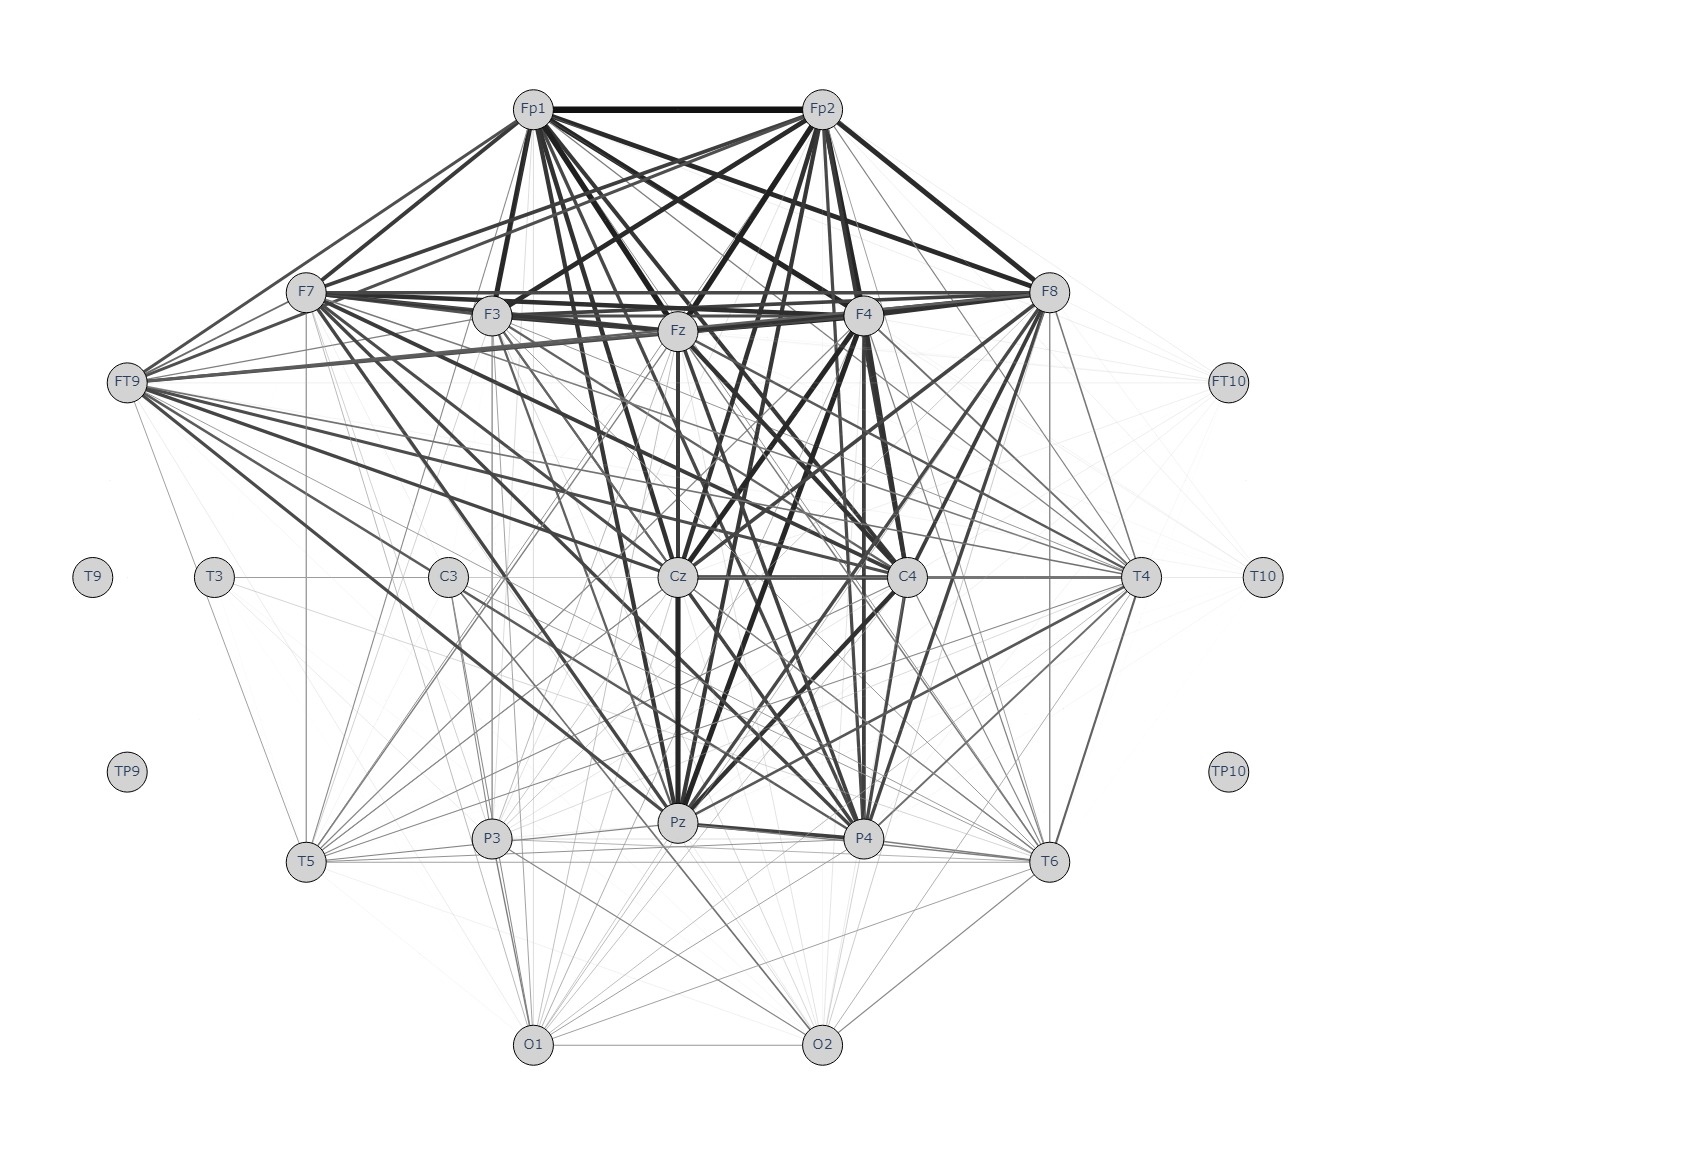 Fp1 Fp2
F7 F3 Fz F4 F8
FT9 FT10
T9 T3 C3 Cz C4 T4 T10
TP9 TP10
T5 P3 Pz P4 T6
O1 O2